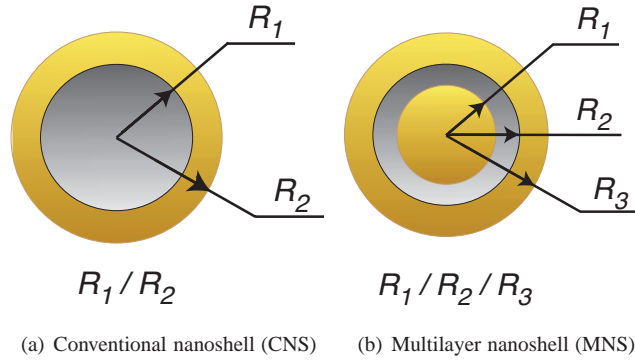 R1
R2
R1 / R2
(a) Conventional nanoshell (CNS)
R1
R2
R3
R1 / R2 / R3
(b) Multilayer nanoshell (MNS)